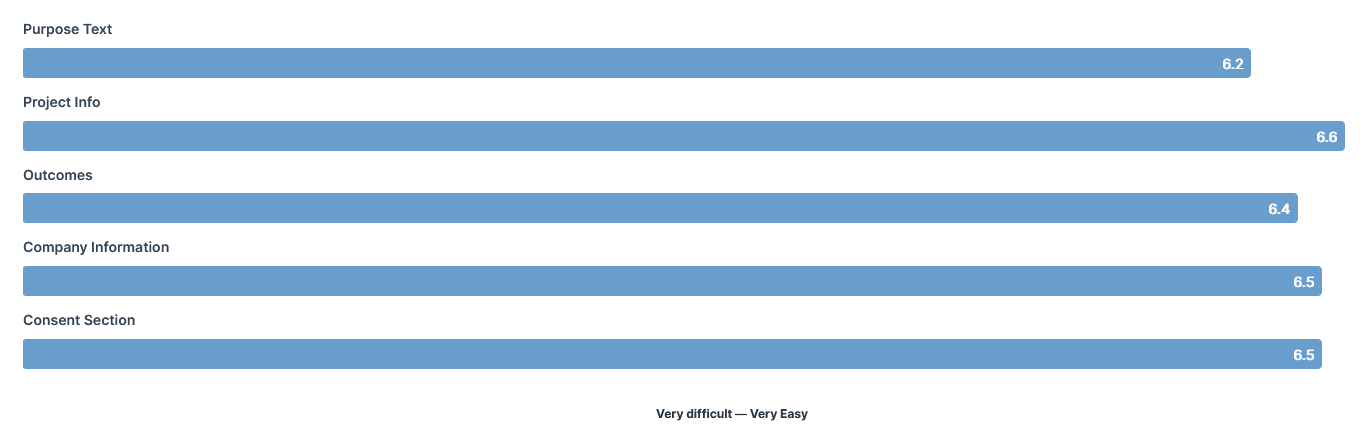 Purpose Text
6.2
Project Info
6.6
Outcomes
6.4
Company Information
6.5
Consent Section
6.5
Very difficult — Very Easy